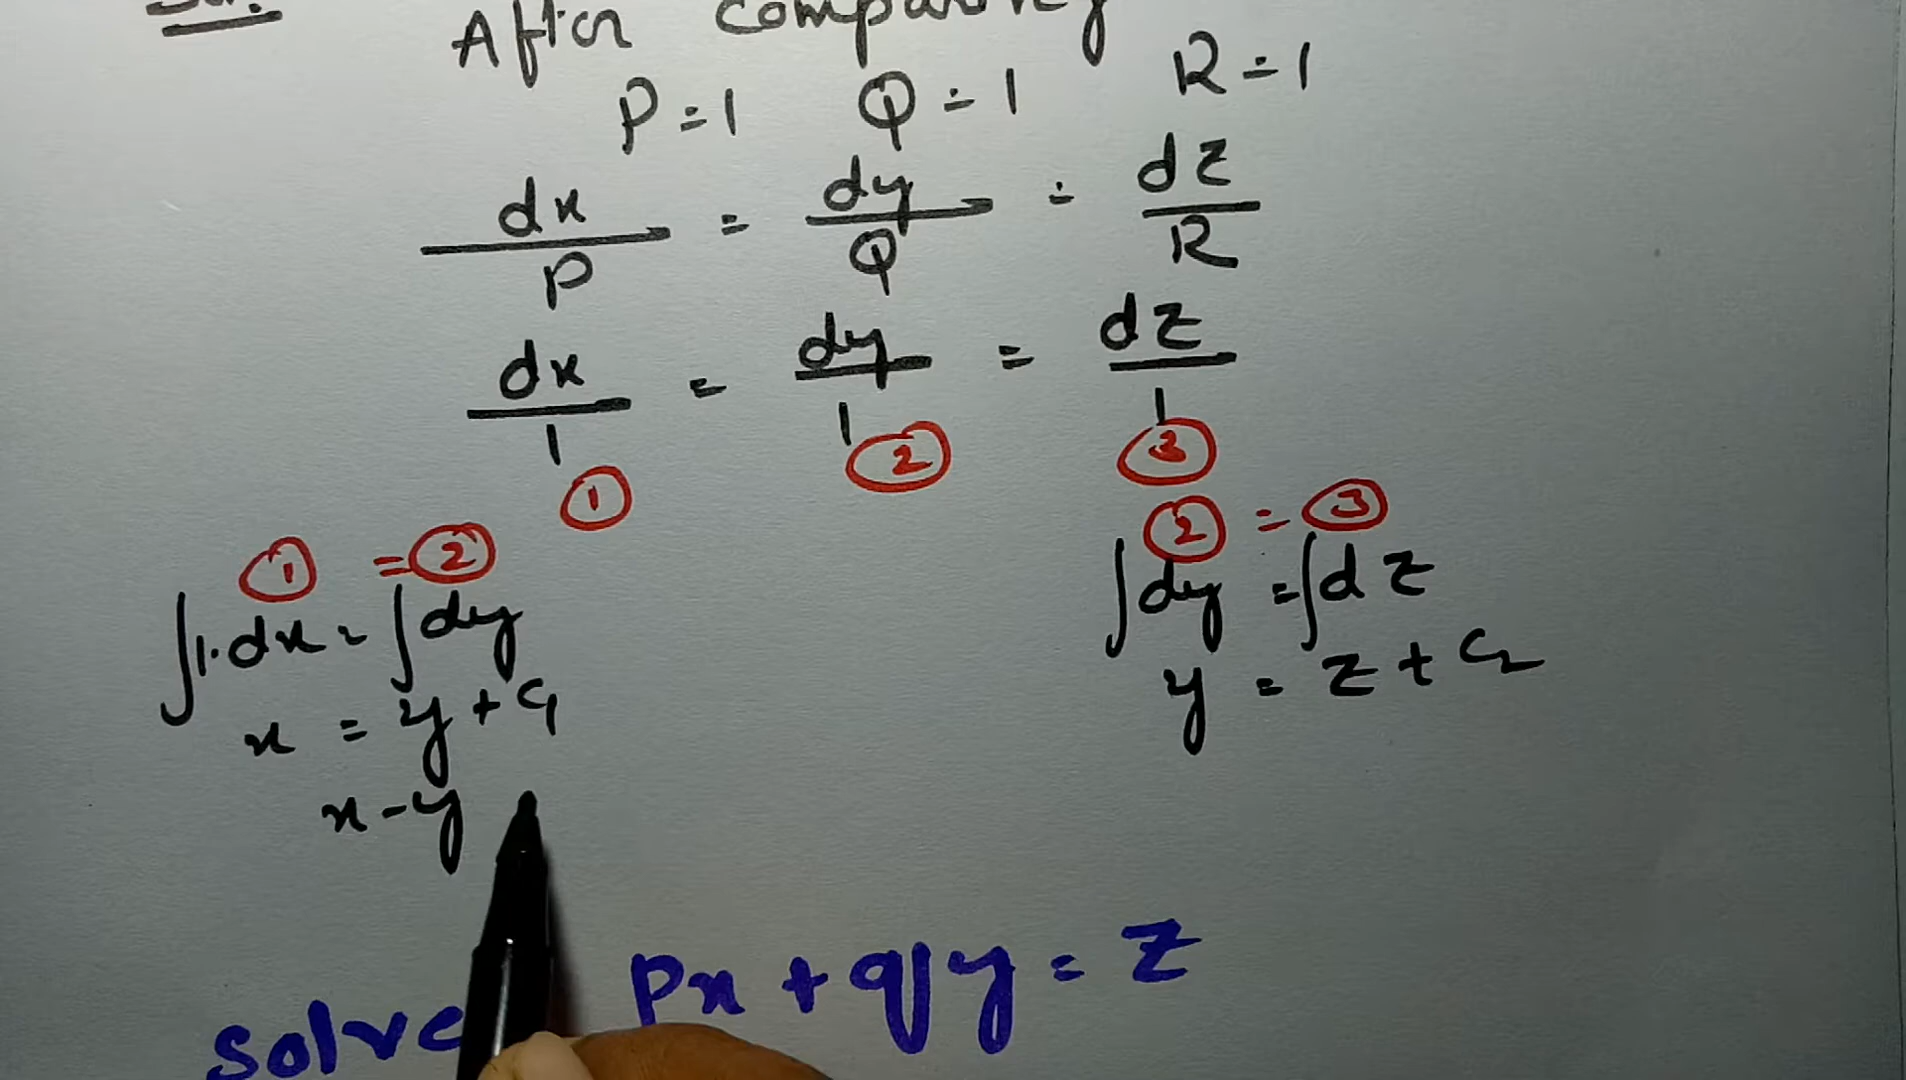 After comparing
P=1 Q=1 R=1
dx/P = dy/Q = dz/R
dx/1 = dy/1 = dz/1
① ② ③
① = ②
∫1.dx = ∫dy
x = y + c₁
x - y
② = ③
∫dy = ∫dz
y = z + c₂
solve px + qy = z